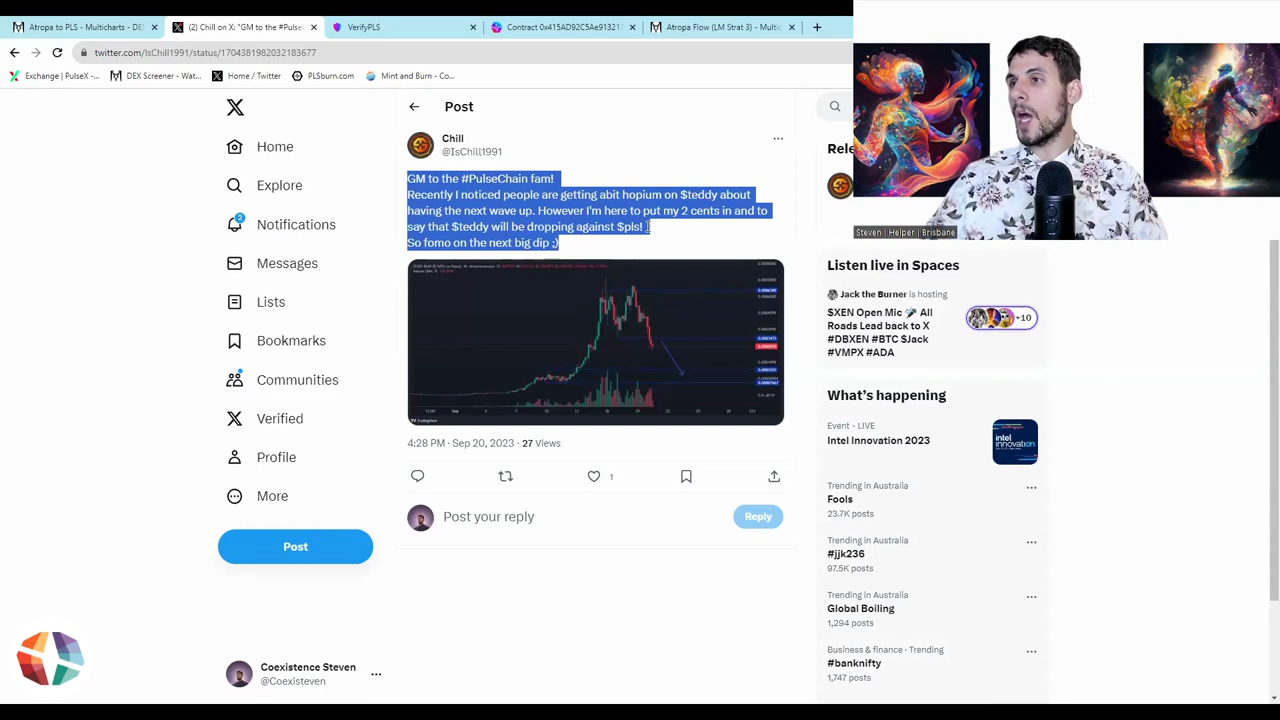 Atropa to PLS - Multicharts - DE
(2) Chill on X: "GM to the #Pulse
VerifyPLS
Contract 0x415AD92C5Ae913217
Atropa Flow (LM Strat 3) - Multic
twitter.com/IsChill1991/status/1704381982032183677
Exchange | PulseX -...
DEX Screener - Wat...
Home / Twitter
PLSburn.com
Mint and Burn - Co...
Steven | Helper | Brisbane
Home
Explore
2
Notifications
Messages
Lists
Bookmarks
Communities
Verified
Profile
More
Post
Coexistence Steven
@Coexisteven
Post
Chill
@IsChill1991
GM to the #PulseChain fam!
Recently I noticed people are getting abit hopium on $teddy about
having the next wave up. However I'm here to put my 2 cents in and to
say that $teddy will be dropping against $pls!
So fomo on the next big dip ;)
4:28 PM · Sep 20, 2023 · 27 Views
1
Post your reply
Reply
Rele
Listen live in Spaces
Jack the Burner is hosting
$XEN Open Mic All
Roads Lead back to X
#DBXEN #BTC $Jack
#VMPX #ADA
+10
What's happening
Event · LIVE
Intel Innovation 2023
intel
innovation
Trending in Australia
Fools
23.7K posts
Trending in Australia
#jjk236
97.5K posts
Trending in Australia
Global Boiling
1,294 posts
Business & finance · Trending
#banknifty
1,747 posts